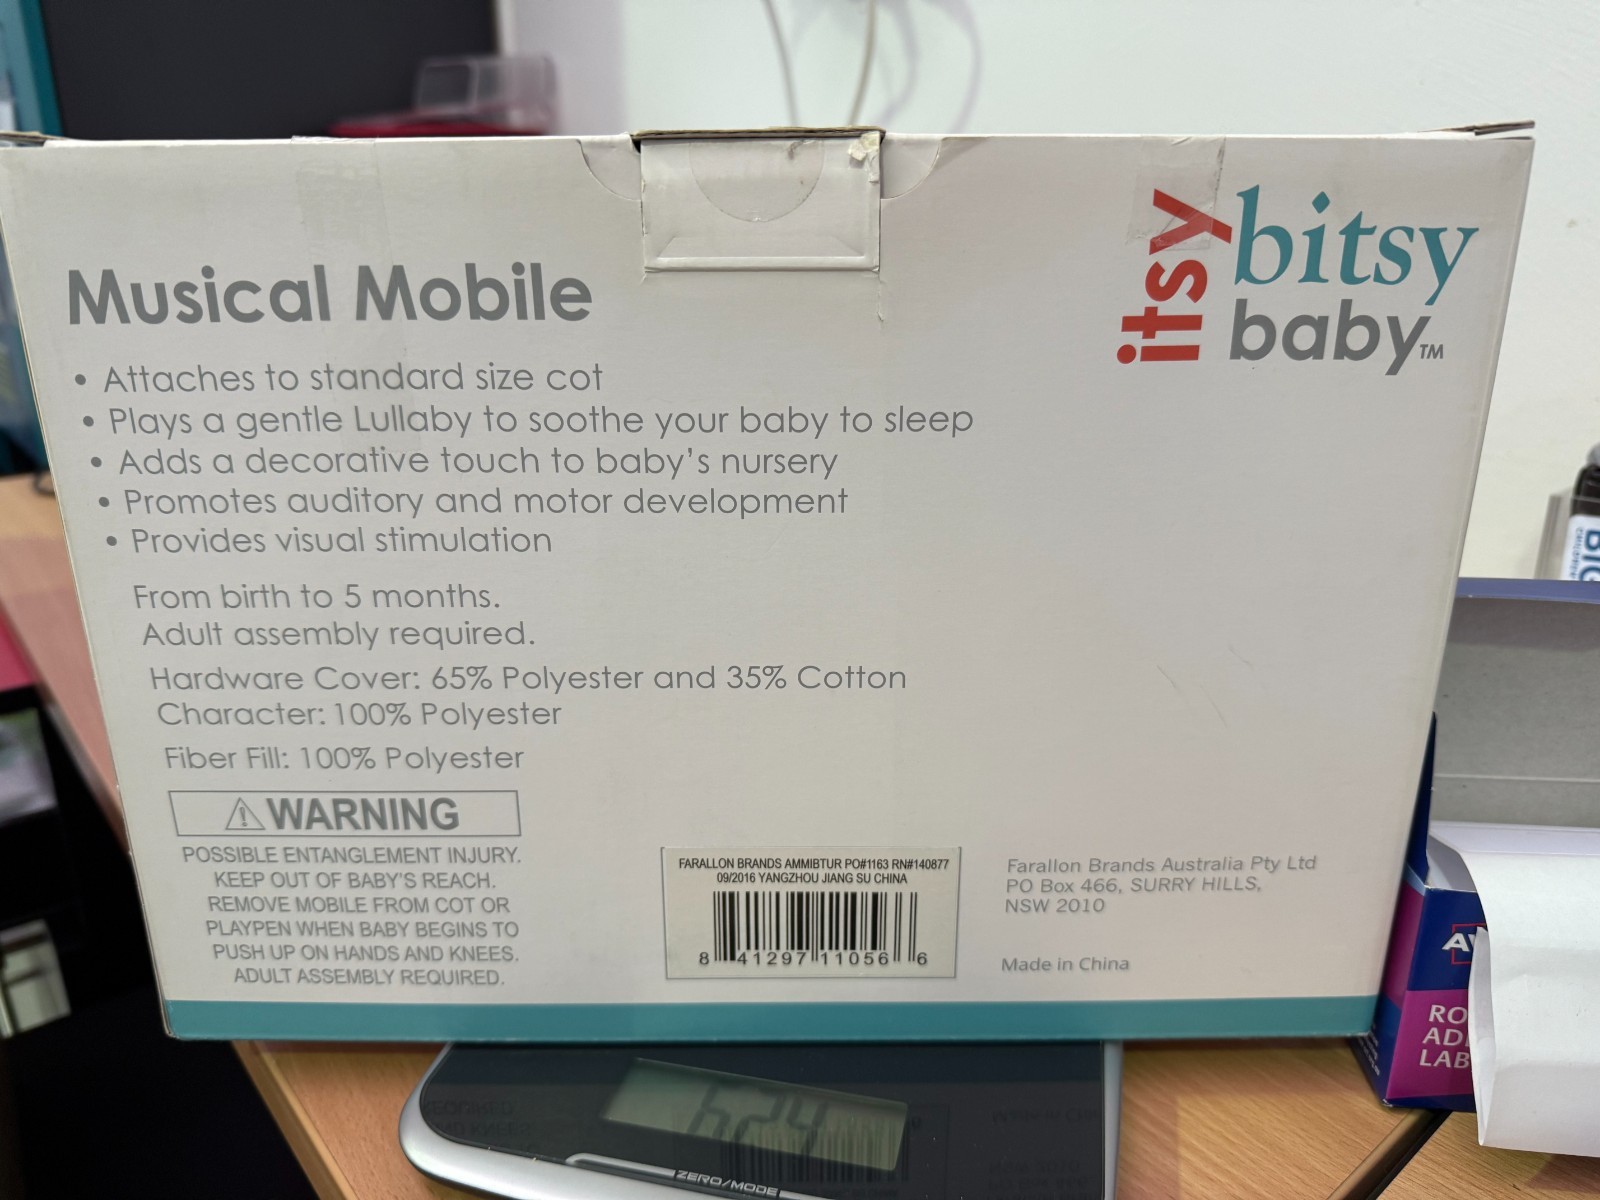 Musical Mobile
itsy bitsy baby™
• Attaches to standard size cot
• Plays a gentle Lullaby to soothe your baby to sleep
• Adds a decorative touch to baby's nursery
• Promotes auditory and motor development
• Provides visual stimulation
From birth to 5 months.
Adult assembly required.
Hardware Cover: 65% Polyester and 35% Cotton
Character: 100% Polyester
Fiber Fill: 100% Polyester
⚠WARNING
POSSIBLE ENTANGLEMENT INJURY.
KEEP OUT OF BABY'S REACH.
REMOVE MOBILE FROM COT OR
PLAYPEN WHEN BABY BEGINS TO
PUSH UP ON HANDS AND KNEES.
ADULT ASSEMBLY REQUIRED.
FARALLON BRANDS AMMIBTUR PO#1163 RN#140877
09/2016 YANGZHOU JIANG SU CHINA
8 41297 11056 6
Farallon Brands Australia Pty Ltd
PO Box 466, SURRY HILLS,
NSW 2010
Made in China
624
ZERO/MODE